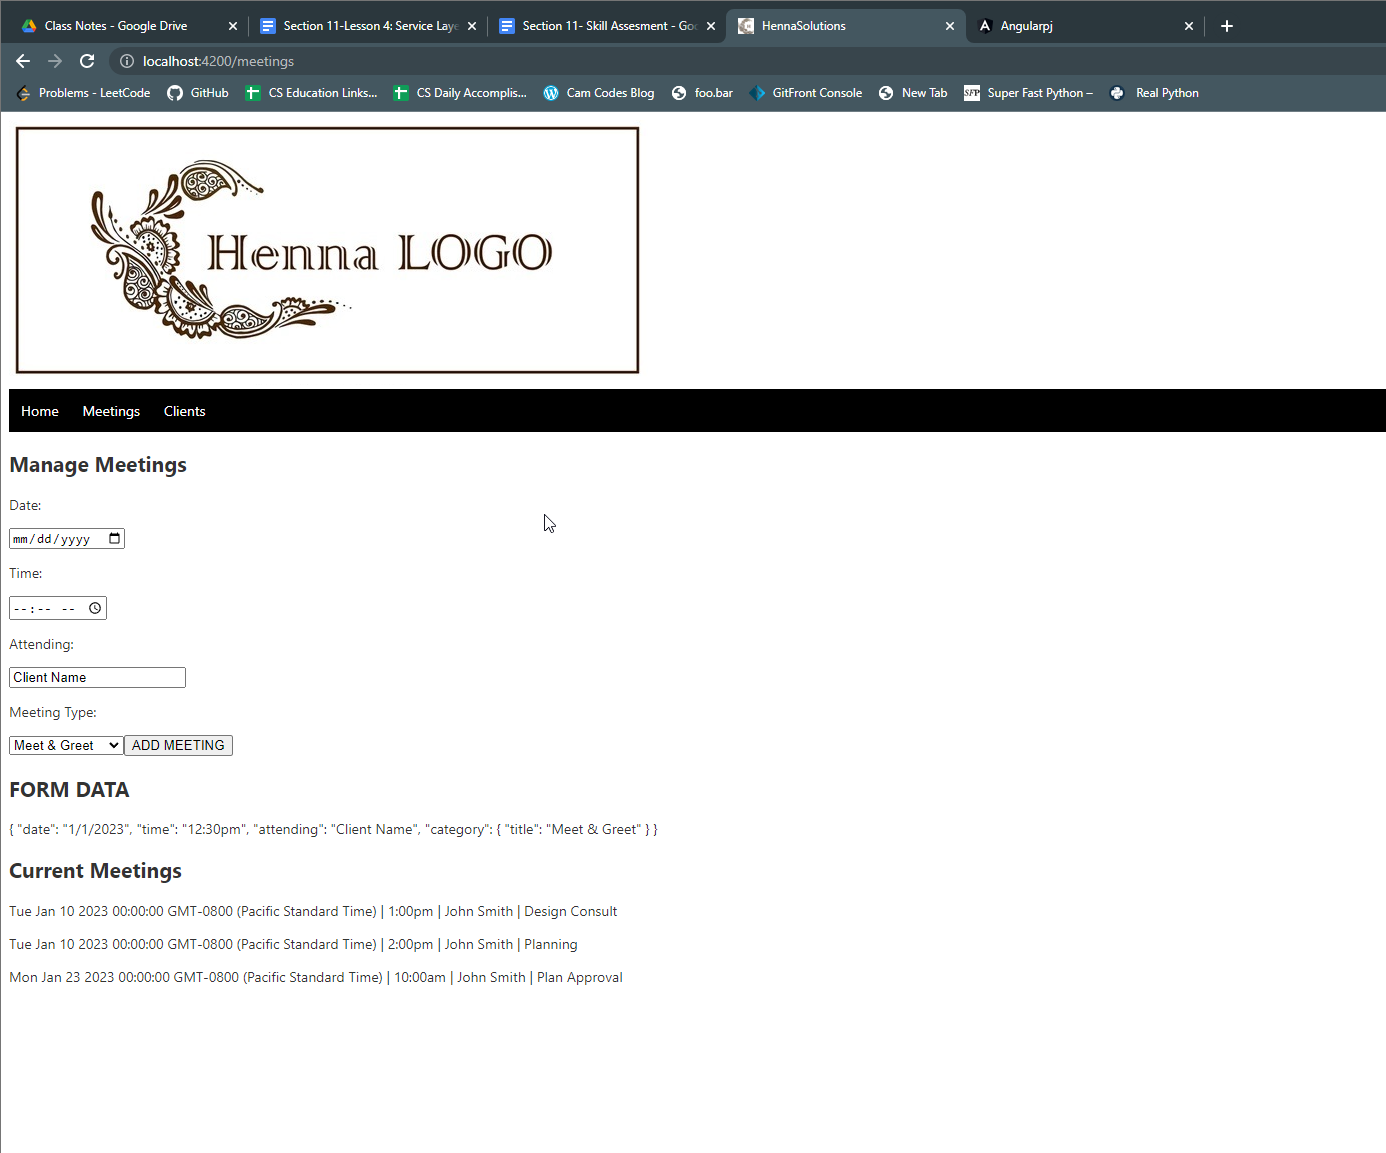 Class Notes - Google Drive
Section 11-Lesson 4: Service Laye
Section 11- Skill Assesment - Goo
HennaSolutions
Angularpj
localhost:4200/meetings
Problems - LeetCode
GitHub
CS Education Links...
CS Daily Accomplis...
Cam Codes Blog
foo.bar
GitFront Console
New Tab
SFP
Super Fast Python –
Real Python
Henna LOGO
Home
Meetings
Clients
Manage Meetings
Date:
mm/dd/yyyy
Time:
--:-- --
Attending:
Client Name
Meeting Type:
Meet & Greet
ADD MEETING
FORM DATA
{ "date": "1/1/2023", "time": "12:30pm", "attending": "Client Name", "category": { "title": "Meet & Greet" } }
Current Meetings
Tue Jan 10 2023 00:00:00 GMT-0800 (Pacific Standard Time) | 1:00pm | John Smith | Design Consult
Tue Jan 10 2023 00:00:00 GMT-0800 (Pacific Standard Time) | 2:00pm | John Smith | Planning
Mon Jan 23 2023 00:00:00 GMT-0800 (Pacific Standard Time) | 10:00am | John Smith | Plan Approval